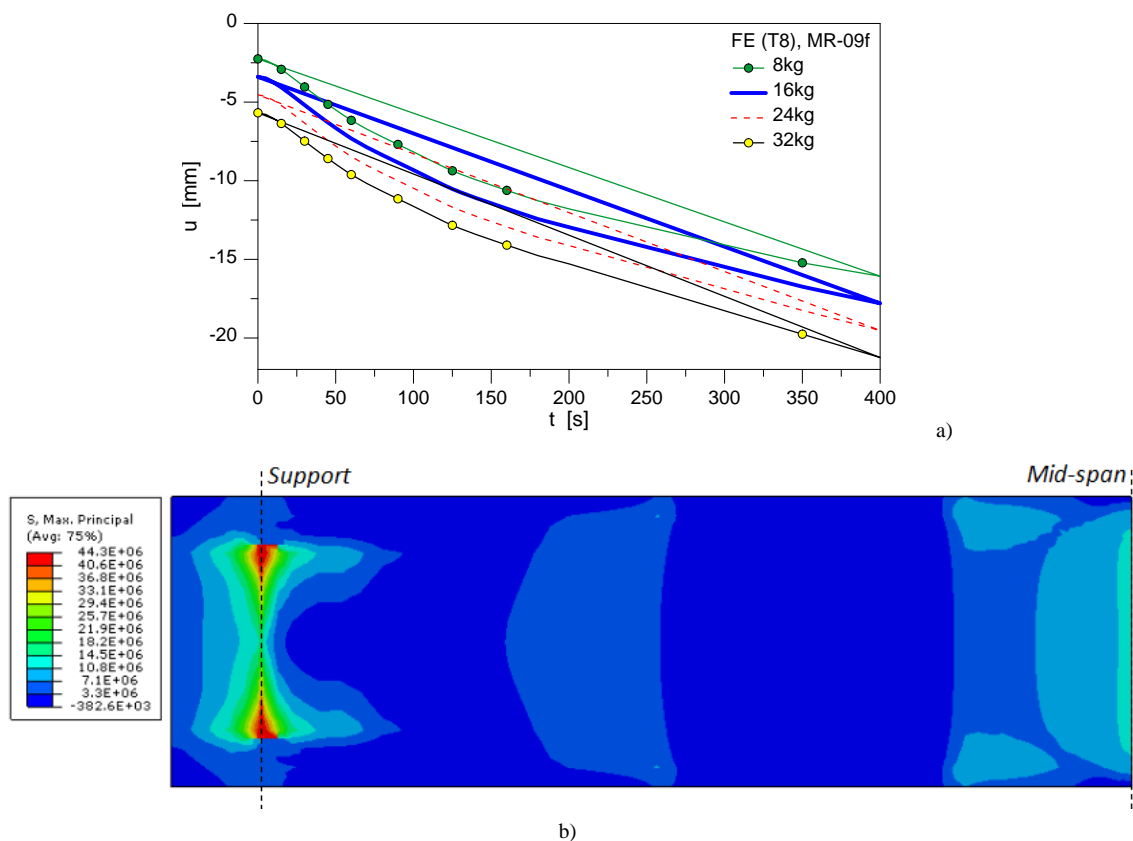 0
-5
-10
-15
-20
u [mm]
FE (T8), MR-09f
8kg
16kg
24kg
32kg
0 50 100 150 200 250 300 350 400
t [s]
a)
Support
Mid-span
S, Max. Principal
(Avg: 75%)
44.3E+06
40.6E+06
36.8E+06
33.1E+06
29.4E+06
25.7E+06
21.9E+06
18.2E+06
14.5E+06
10.8E+06
7.1E+06
3.3E+06
-382.6E+03
b)